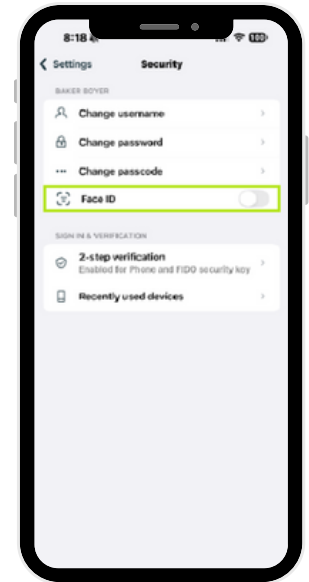 8:18
100
Settings
Security
BAKER BOYER
Change username
Change password
Change passcode
Face ID
SIGN IN & VERIFICATION
2-step verification
Enabled for Phone and FIDO security key
Recently used devices